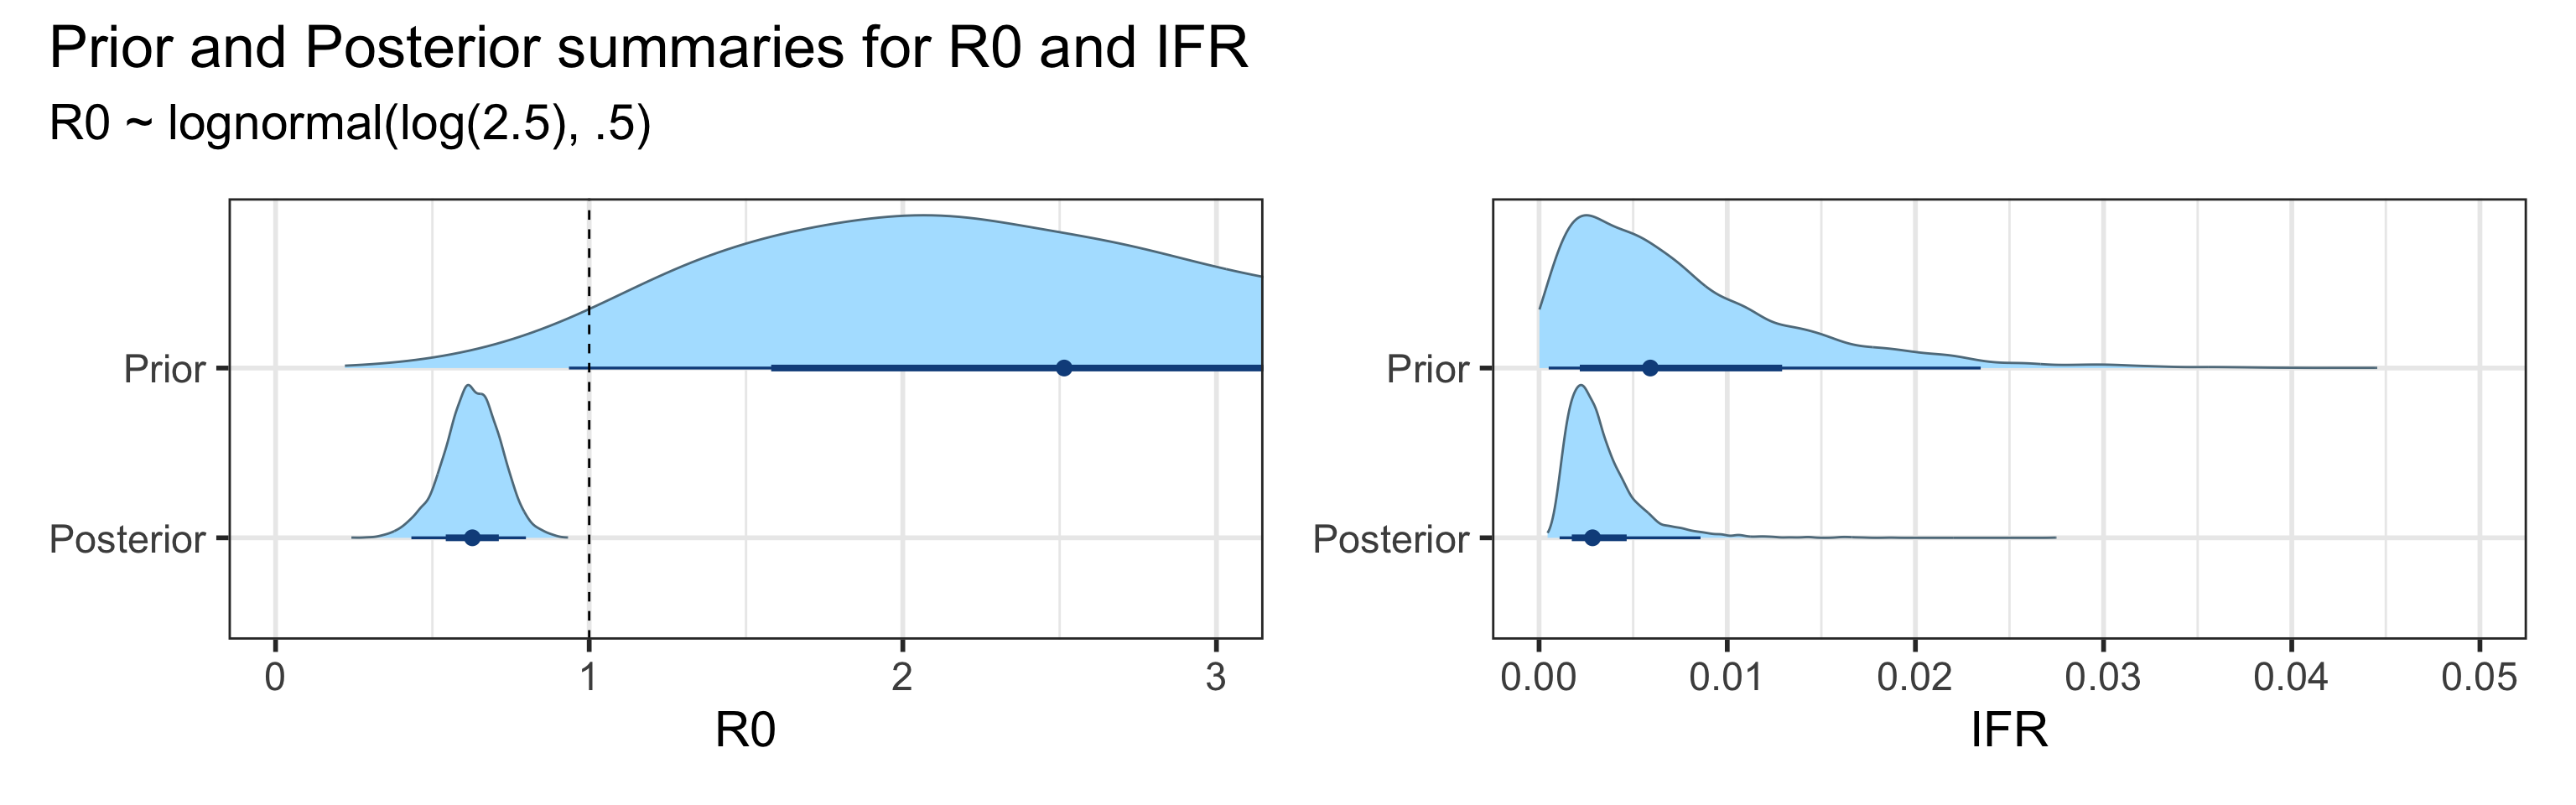 Prior and Posterior summaries for R0 and IFR
R0 ~ lognormal(log(2.5), .5)
Prior
Posterior
0 1 2 3
R0
Prior
Posterior
0.00 0.01 0.02 0.03 0.04 0.05
IFR